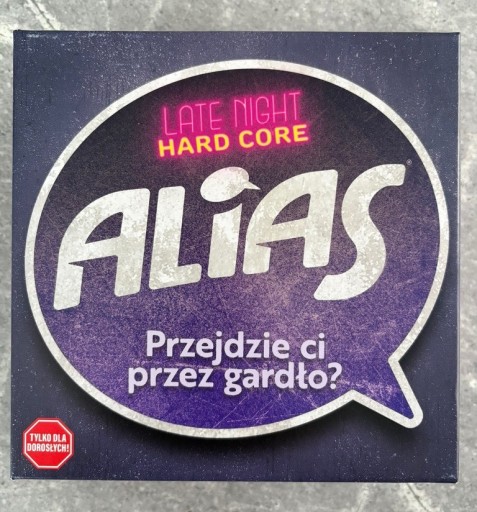 LATE NIGHT
HARD CORE
ALiAS®
Przejdzie ci
przez gardło?
TYLKO DLA
DOROSŁYCH!